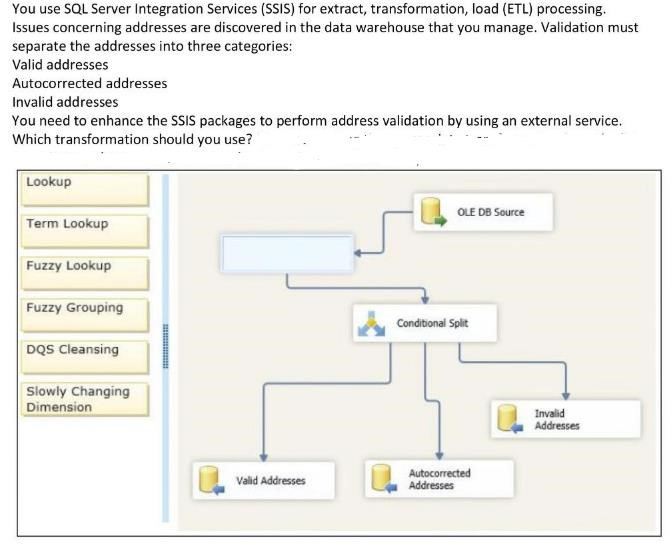 You use SQL Server Integration Services (SSIS) for extract, transformation, load (ETL) processing.
Issues concerning addresses are discovered in the data warehouse that you manage. Validation must
separate the addresses into three categories:
Valid addresses
Autocorrected addresses
Invalid addresses
You need to enhance the SSIS packages to perform address validation by using an external service.
Which transformation should you use?
Lookup
Term Lookup
Fuzzy Lookup
Fuzzy Grouping
DQS Cleansing
Slowly Changing
Dimension
OLE DB Source
Conditional Split
Invalid
Addresses
Valid Addresses
Autocorrected
Addresses